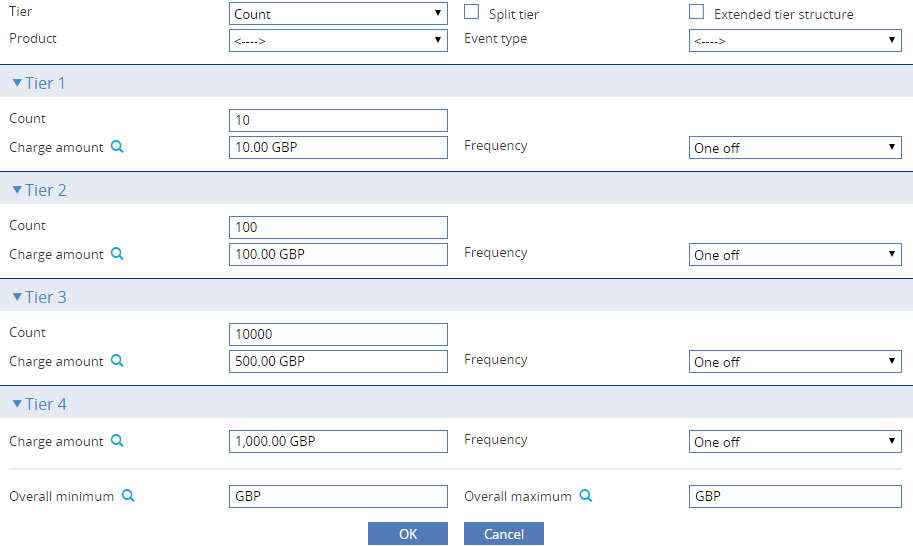 Tier Count Split tier Extended tier structure
Product <----> Event type <---->
Tier 1
Count 10
Charge amount 10.00 GBP Frequency One off
Tier 2
Count 100
Charge amount 100.00 GBP Frequency One off
Tier 3
Count 10000
Charge amount 500.00 GBP Frequency One off
Tier 4
Charge amount 1,000.00 GBP Frequency One off
Overall minimum GBP Overall maximum GBP
OK Cancel